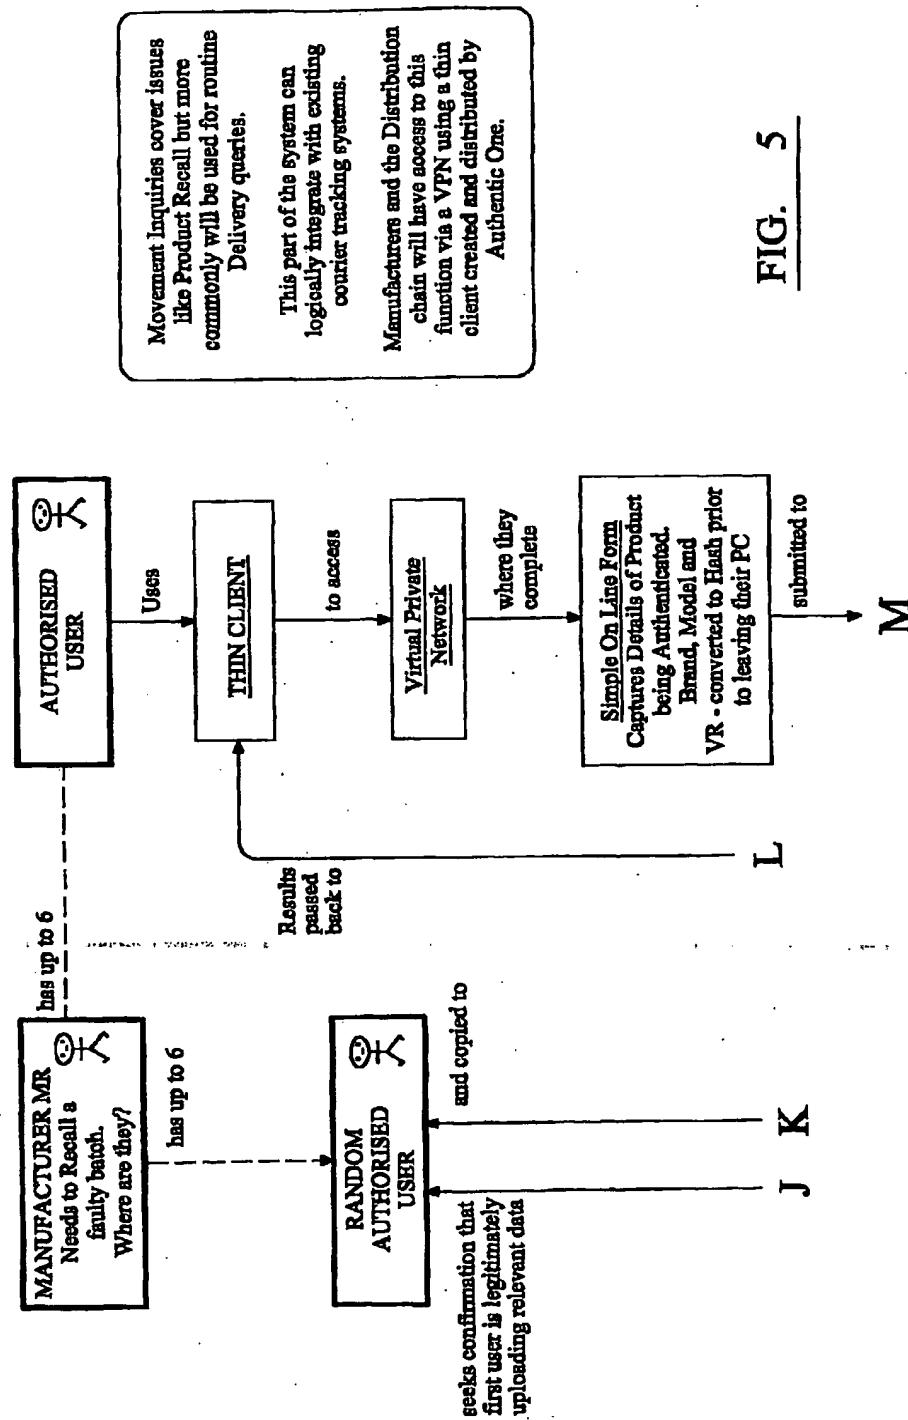 MANUFACTURER MR
Needs to Recall a
faulty batch.
Where are they?
has up to 6
AUTHORISED
USER
has up to 6
Uses
RANDOM
AUTHORISED
USER
THIN CLIENT
Results
passed
back to
to access
Virtual Private
Network
seeks confirmation that
first user is legitimately
uploading relevant data
and copied to
where they
complete
Simple On Line Form
Captures Details of Product
being Authenticated.
Brand, Model and
VR - converted to Hash prior
to leaving their PC
submitted to
J
K
L
M
Movement Inquiries cover issues
like Product Recall but more
commonly will be used for routine
Delivery queries.
This part of the system can
logically integrate with existing
courier tracking systems.
Manufacturers and the Distribution
chain will have access to this
function via a VPN using a thin
client created and distributed by
Authentic One.
FIG. 5